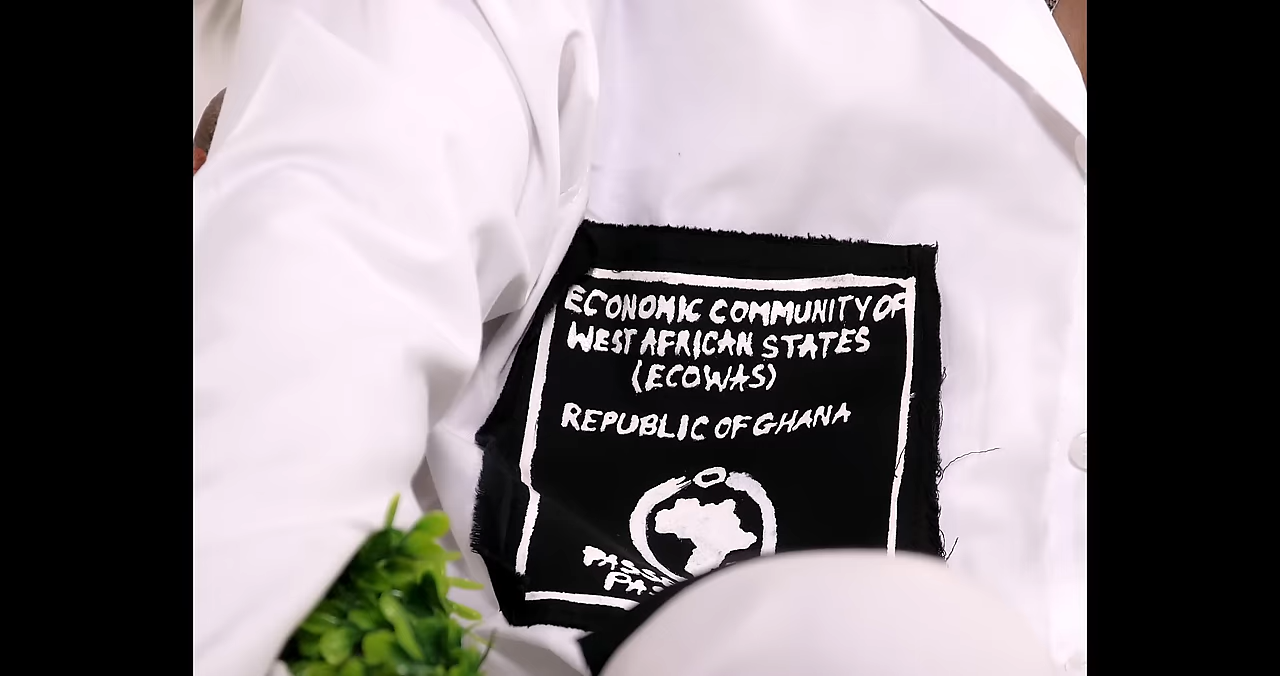 ECONOMIC COMMUNITY OF
WEST AFRICAN STATES
(ECOWAS)
REPUBLIC OF GHANA